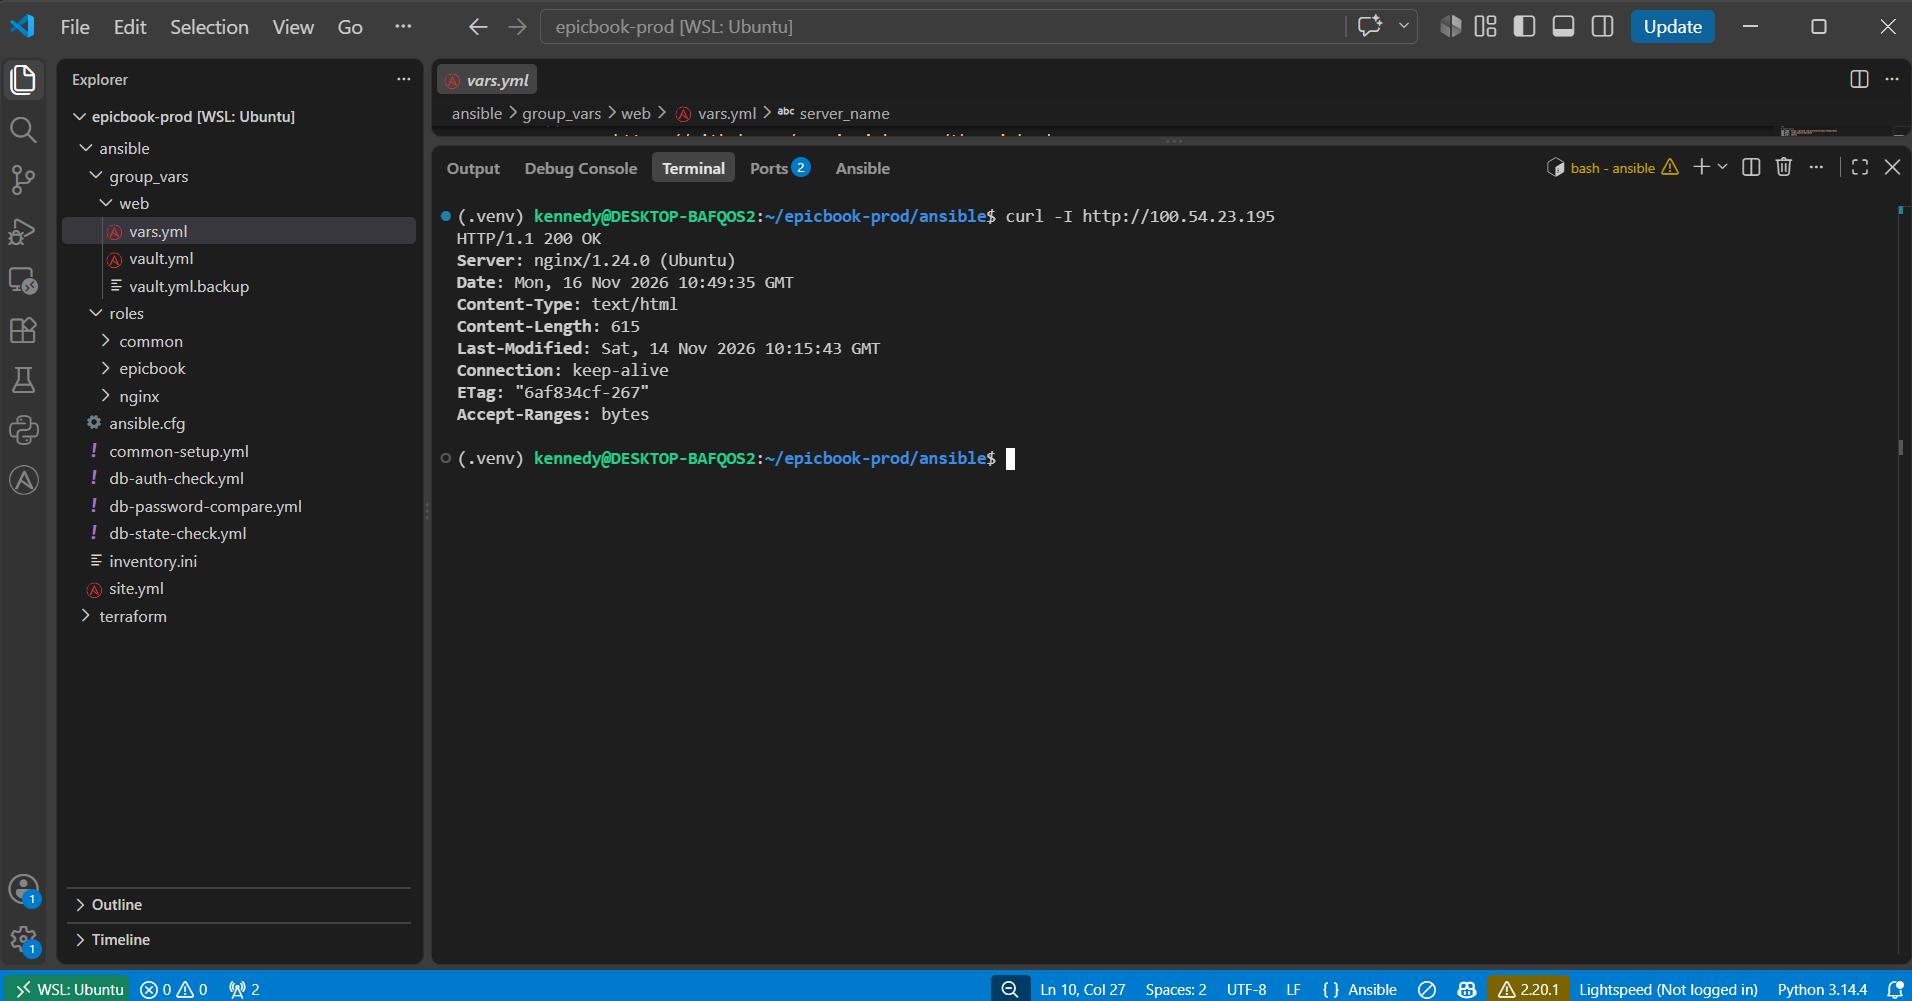 File Edit Selection View Go ··· epicbook-prod [WSL: Ubuntu] Update
Explorer ···
epicbook-prod [WSL: Ubuntu]
ansible
group_vars
web
vars.yml
vault.yml
vault.yml.backup
roles
common
epicbook
nginx
ansible.cfg
common-setup.yml
db-auth-check.yml
db-password-compare.yml
db-state-check.yml
inventory.ini
site.yml
terraform
Outline
Timeline
vars.yml
ansible > group_vars > web > vars.yml > abc server_name
Output Debug Console Terminal Ports 2 Ansible bash - ansible
(.venv) kennedy@DESKTOP-BAFQOS2:~/epicbook-prod/ansible$ curl -I http://100.54.23.195
HTTP/1.1 200 OK
Server: nginx/1.24.0 (Ubuntu)
Date: Mon, 16 Nov 2026 10:49:35 GMT
Content-Type: text/html
Content-Length: 615
Last-Modified: Sat, 14 Nov 2026 10:15:43 GMT
Connection: keep-alive
ETag: "6af834cf-267"
Accept-Ranges: bytes
(.venv) kennedy@DESKTOP-BAFQOS2:~/epicbook-prod/ansible$
1
1
WSL: Ubuntu 0 0 2 Ln 10, Col 27 Spaces: 2 UTF-8 LF { } Ansible 2.20.1 Lightspeed (Not logged in) Python 3.14.4